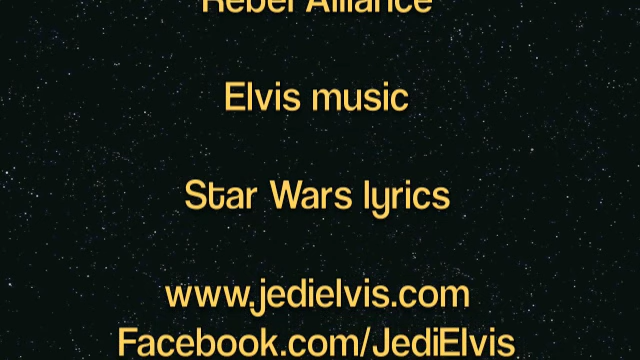 Rebel Alliance
Elvis music
Star Wars lyrics
www.jedielvis.com
Facebook.com/JediElvis